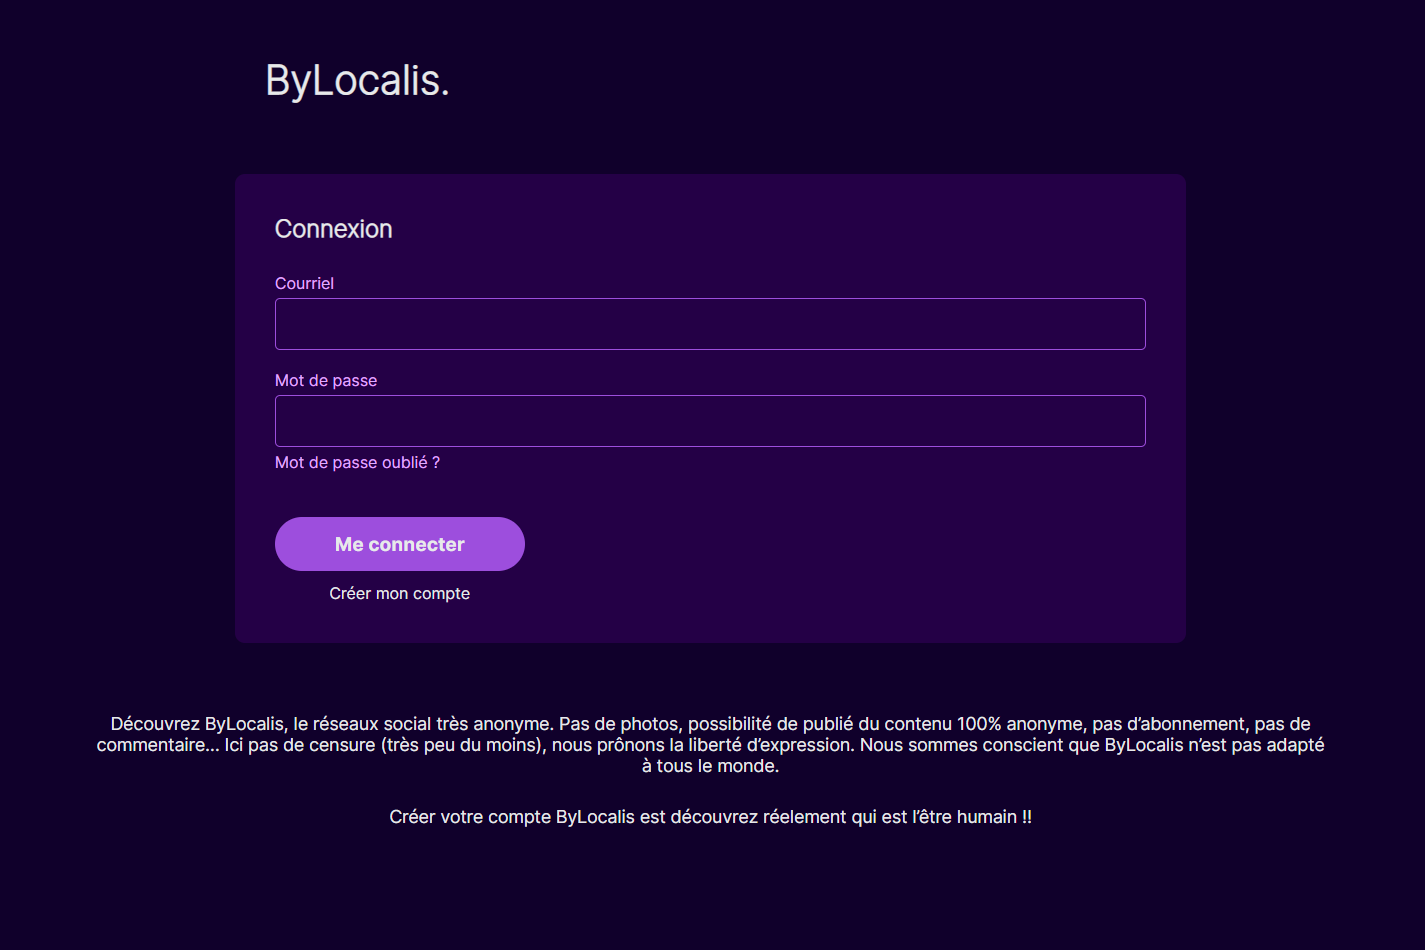 ByLocalis.
Connexion
Courriel
Mot de passe
Mot de passe oublié ?
Me connecter
Créer mon compte
Découvrez ByLocalis, le réseaux social très anonyme. Pas de photos, possibilité de publié du contenu 100% anonyme, pas d’abonnement, pas de
commentaire... Ici pas de censure (très peu du moins), nous prônons la liberté d’expression. Nous sommes conscient que ByLocalis n’est pas adapté
à tous le monde.
Créer votre compte ByLocalis est découvrez réelement qui est l’être humain !!